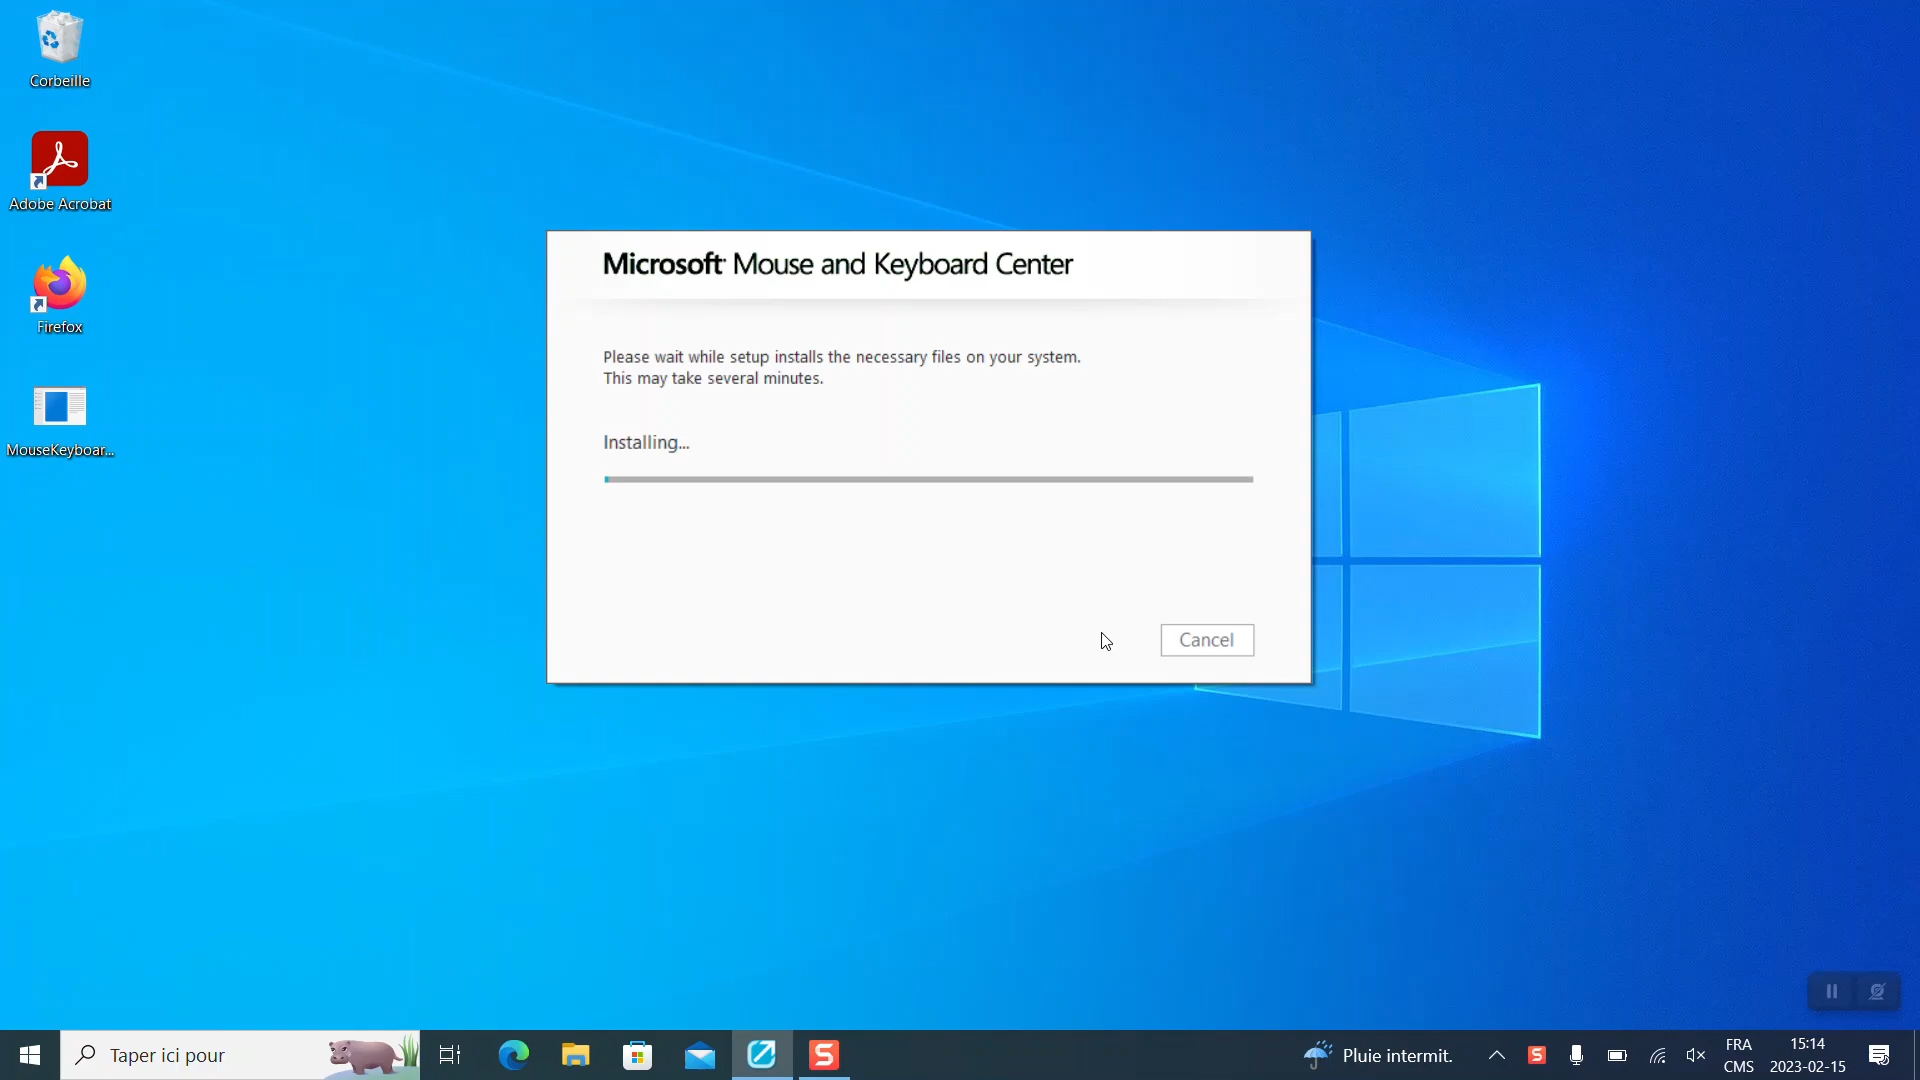 Corbeille
Adobe Acrobat
Firefox
MouseKeyboar...
Microsoft Mouse and Keyboard Center
Please wait while setup installs the necessary files on your system.
This may take several minutes.
Installing...
Cancel
Taper ici pour
Pluie intermit.
FRA
CMS
15:14
2023-02-15